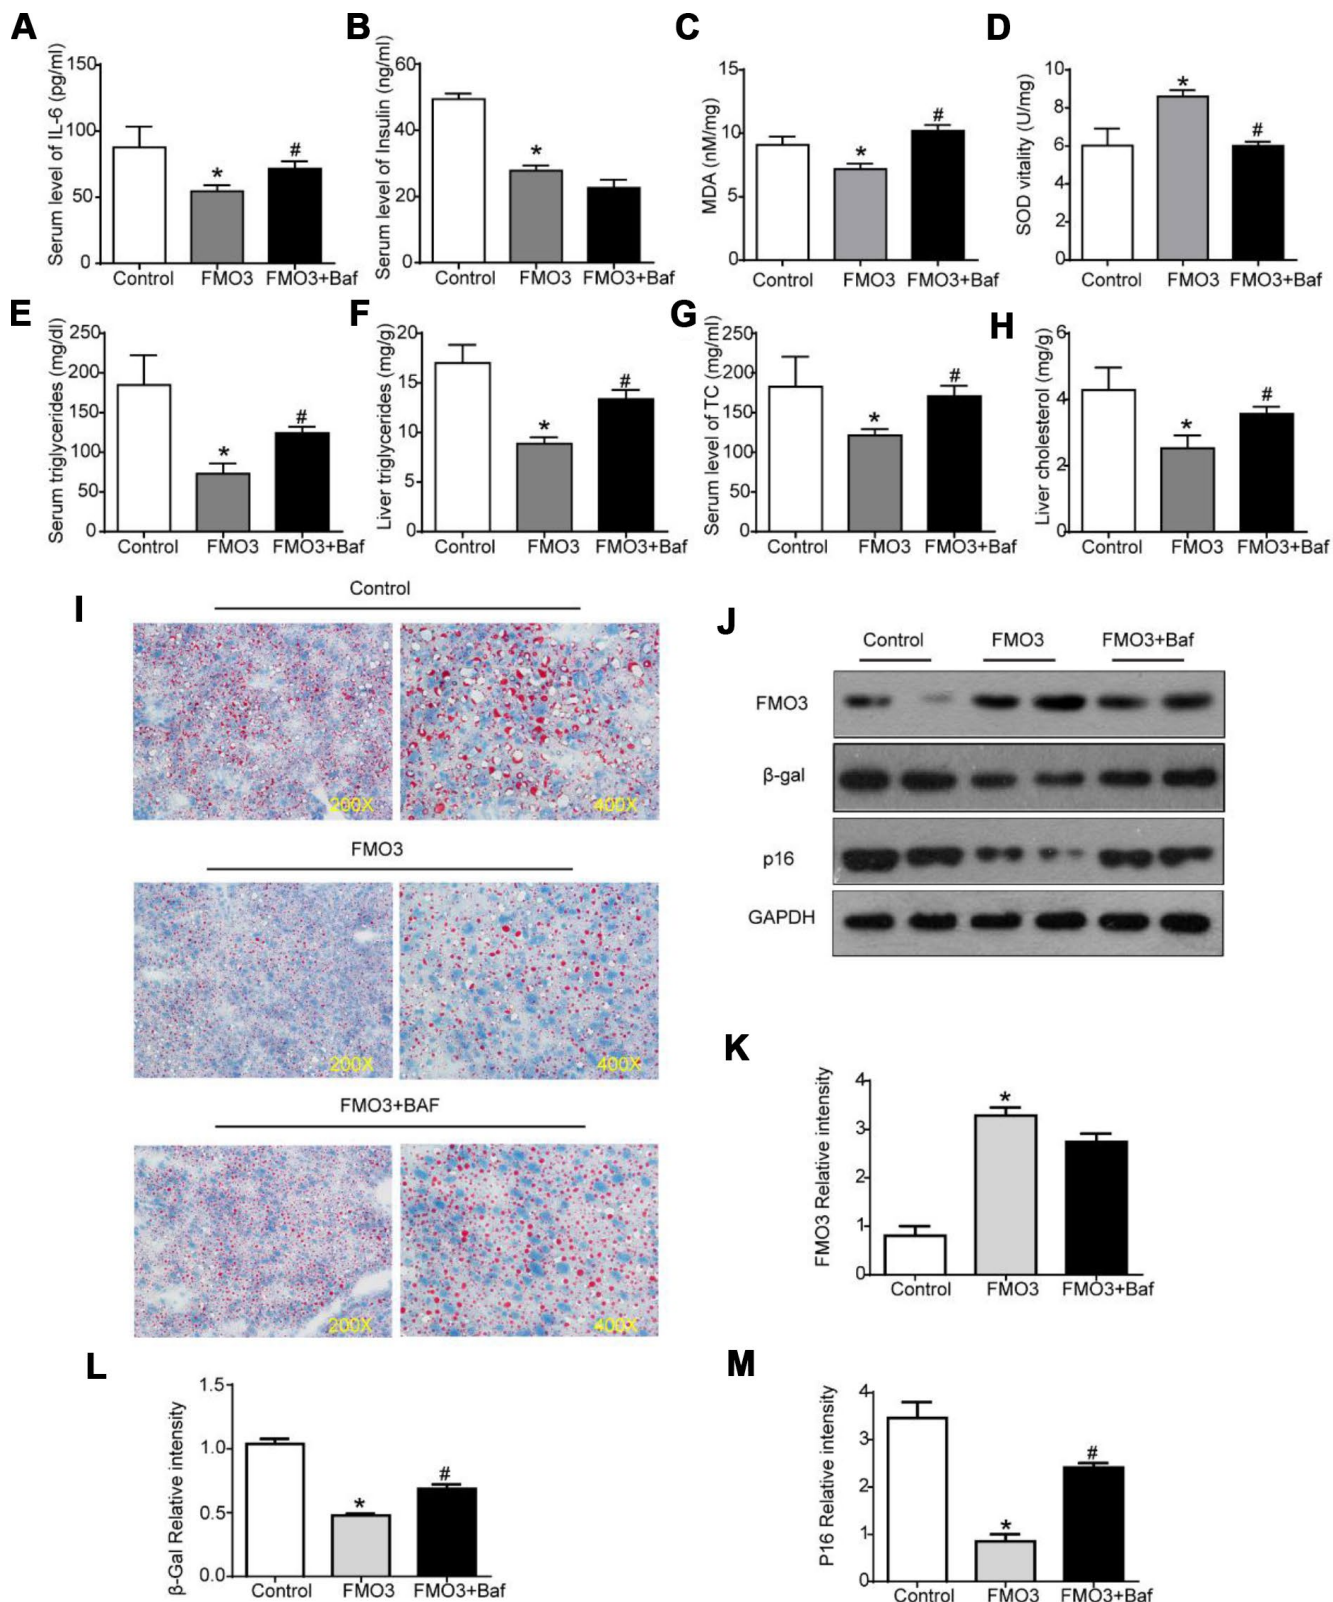 A
Serum level of IL-6 (pg/ml)
150
100
50
0
*
#
Control
FMO3
FMO3+Baf
B
Serum level of Insulin (ng/ml)
60
40
20
0
*
Control
FMO3
FMO3+Baf
C
MDA (nM/mg)
15
10
5
0
*
#
Control
FMO3
FMO3+Baf
D
SOD vitality (U/mg)
10
8
6
4
2
0
*
#
Control
FMO3
FMO3+Baf
E
Serum triglycerides (mg/dl)
250
200
150
100
50
0
*
#
Control
FMO3
FMO3+Baf
F
Liver triglycerides (mg/g)
20
15
10
5
0
*
#
Control
FMO3
FMO3+Baf
G
Serum level of TC (mg/ml)
250
200
150
100
50
0
*
#
Control
FMO3
FMO3+Baf
H
Liver cholesterol (mg/g)
6
4
2
0
*
#
Control
FMO3
FMO3+Baf
I
Control
200X
400X
FMO3
200X
400X
FMO3+BAF
200X
400X
J
Control
FMO3
FMO3+Baf
FMO3
β-gal
p16
GAPDH
K
FMO3 Relative intensity
4
3
2
1
0
*
Control
FMO3
FMO3+Baf
L
β-Gal Relative intensity
1.5
1.0
0.5
0.0
*
#
Control
FMO3
FMO3+Baf
M
P16 Relative intensity
4
3
2
1
0
*
#
Control
FMO3
FMO3+Baf